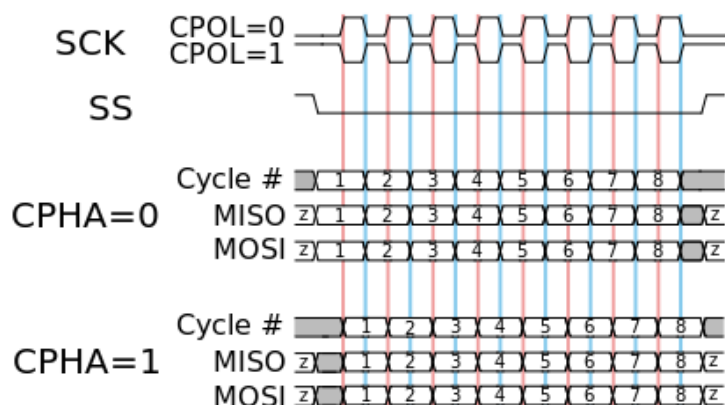 SCK CPOL=0
CPOL=1
SS
Cycle # 1 2 3 4 5 6 7 8
CPHA=0 MISO z 1 2 3 4 5 6 7 8 z
MOSI z 1 2 3 4 5 6 7 8 z
Cycle # 1 2 3 4 5 6 7 8
CPHA=1 MISO z 1 2 3 4 5 6 7 8 z
MOSI z 1 2 3 4 5 6 7 8 z